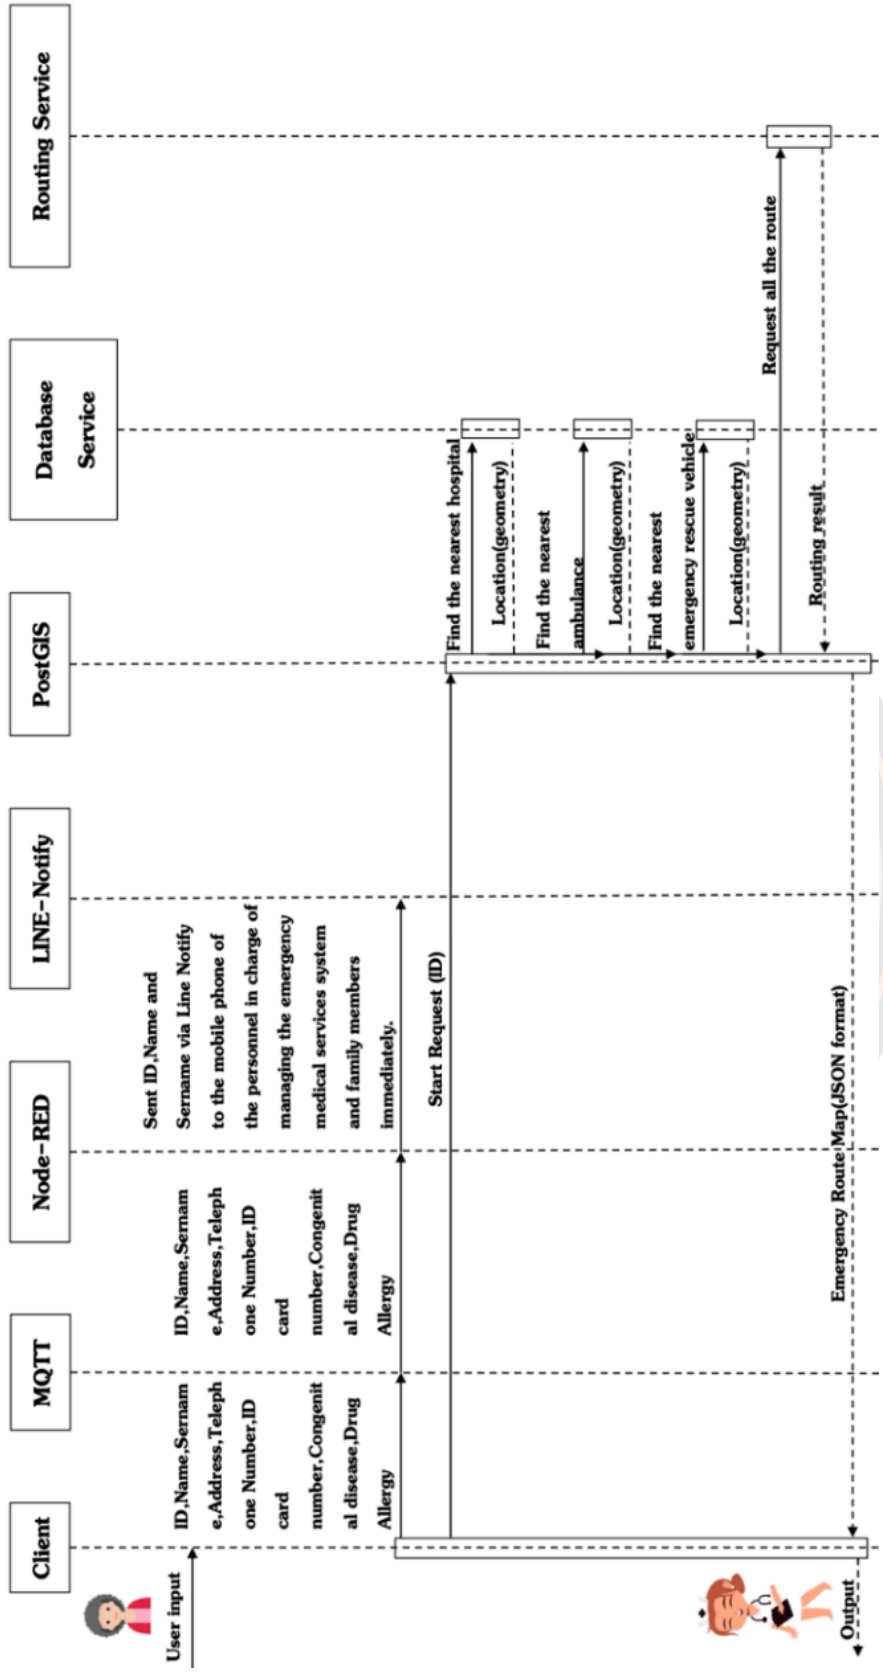 Client
MQTT
Node-RED
LINE-Notify
PostGIS
Database
Service
Routing Service
User input
ID,Name,Sernam
e,Address,Teleph
one Number,ID
card
number,Congenit
al disease,Drug
Allergy
ID,Name,Sernam
e,Address,Teleph
one Number,ID
card
number,Congenit
al disease,Drug
Allergy
Sent ID,Name and
Sername via Line Notify
to the mobile phone of
the personnel in charge of
managing the emergency
medical services system
and family members
immediately.
Start Request (ID)
Find the nearest hospital
Location(geometry)
Find the nearest
ambulance
Location(geometry)
Find the nearest
emergency rescue vehicle
Location(geometry)
Request all the route
Routing result
Emergency Route Map(JSON format)
Output